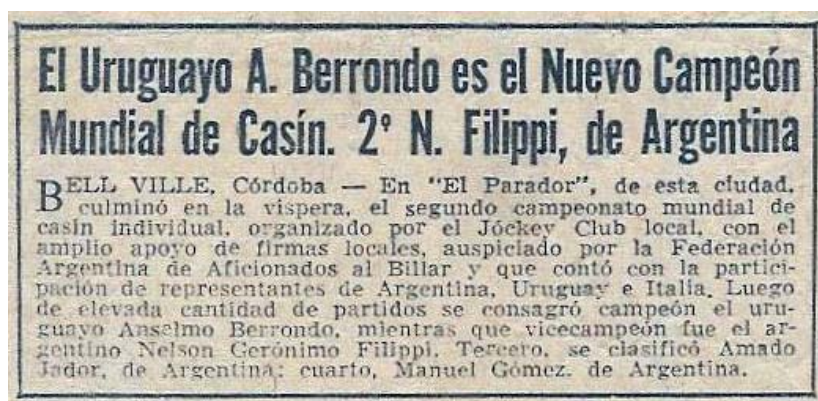 El Uruguayo A. Berrondo es el Nuevo Campeón
Mundial de Casín. 2º N. Filippi, de Argentina
BELL VILLE, Córdoba — En "El Parador", de esta ciudad,
culminó en la víspera, el segundo campeonato mundial de
casín individual, organizado por el Jóckey Club local, con el
amplio apoyo de firmas locales, auspiciado por la Federación
Argentina de Aficionados al Billar y que contó con la partici-
pación de representantes de Argentina, Uruguay e Italia. Luego
de elevada cantidad de partidos se consagró campeón el uru-
guayo Anselmo Berrondo, mientras que vicecampeón fue el ar-
gentino Nelson Gerónimo Filippi. Tercero, se clasificó Amado
Jador, de Argentina; cuarto, Manuel Gómez, de Argentina.